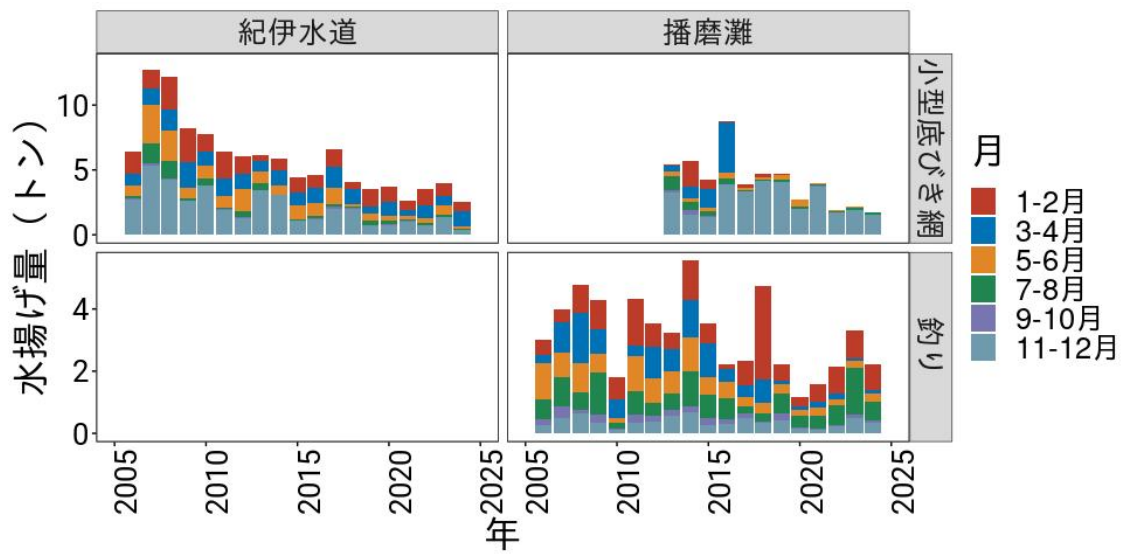 紀伊水道
播磨灘
水揚げ量（トン）
10
5
0
小型底びき網
4
2
0
釣り
2005
2010
2015
2020
2025
2005
2010
2015
2020
2025
年
月
1-2月
3-4月
5-6月
7-8月
9-10月
11-12月